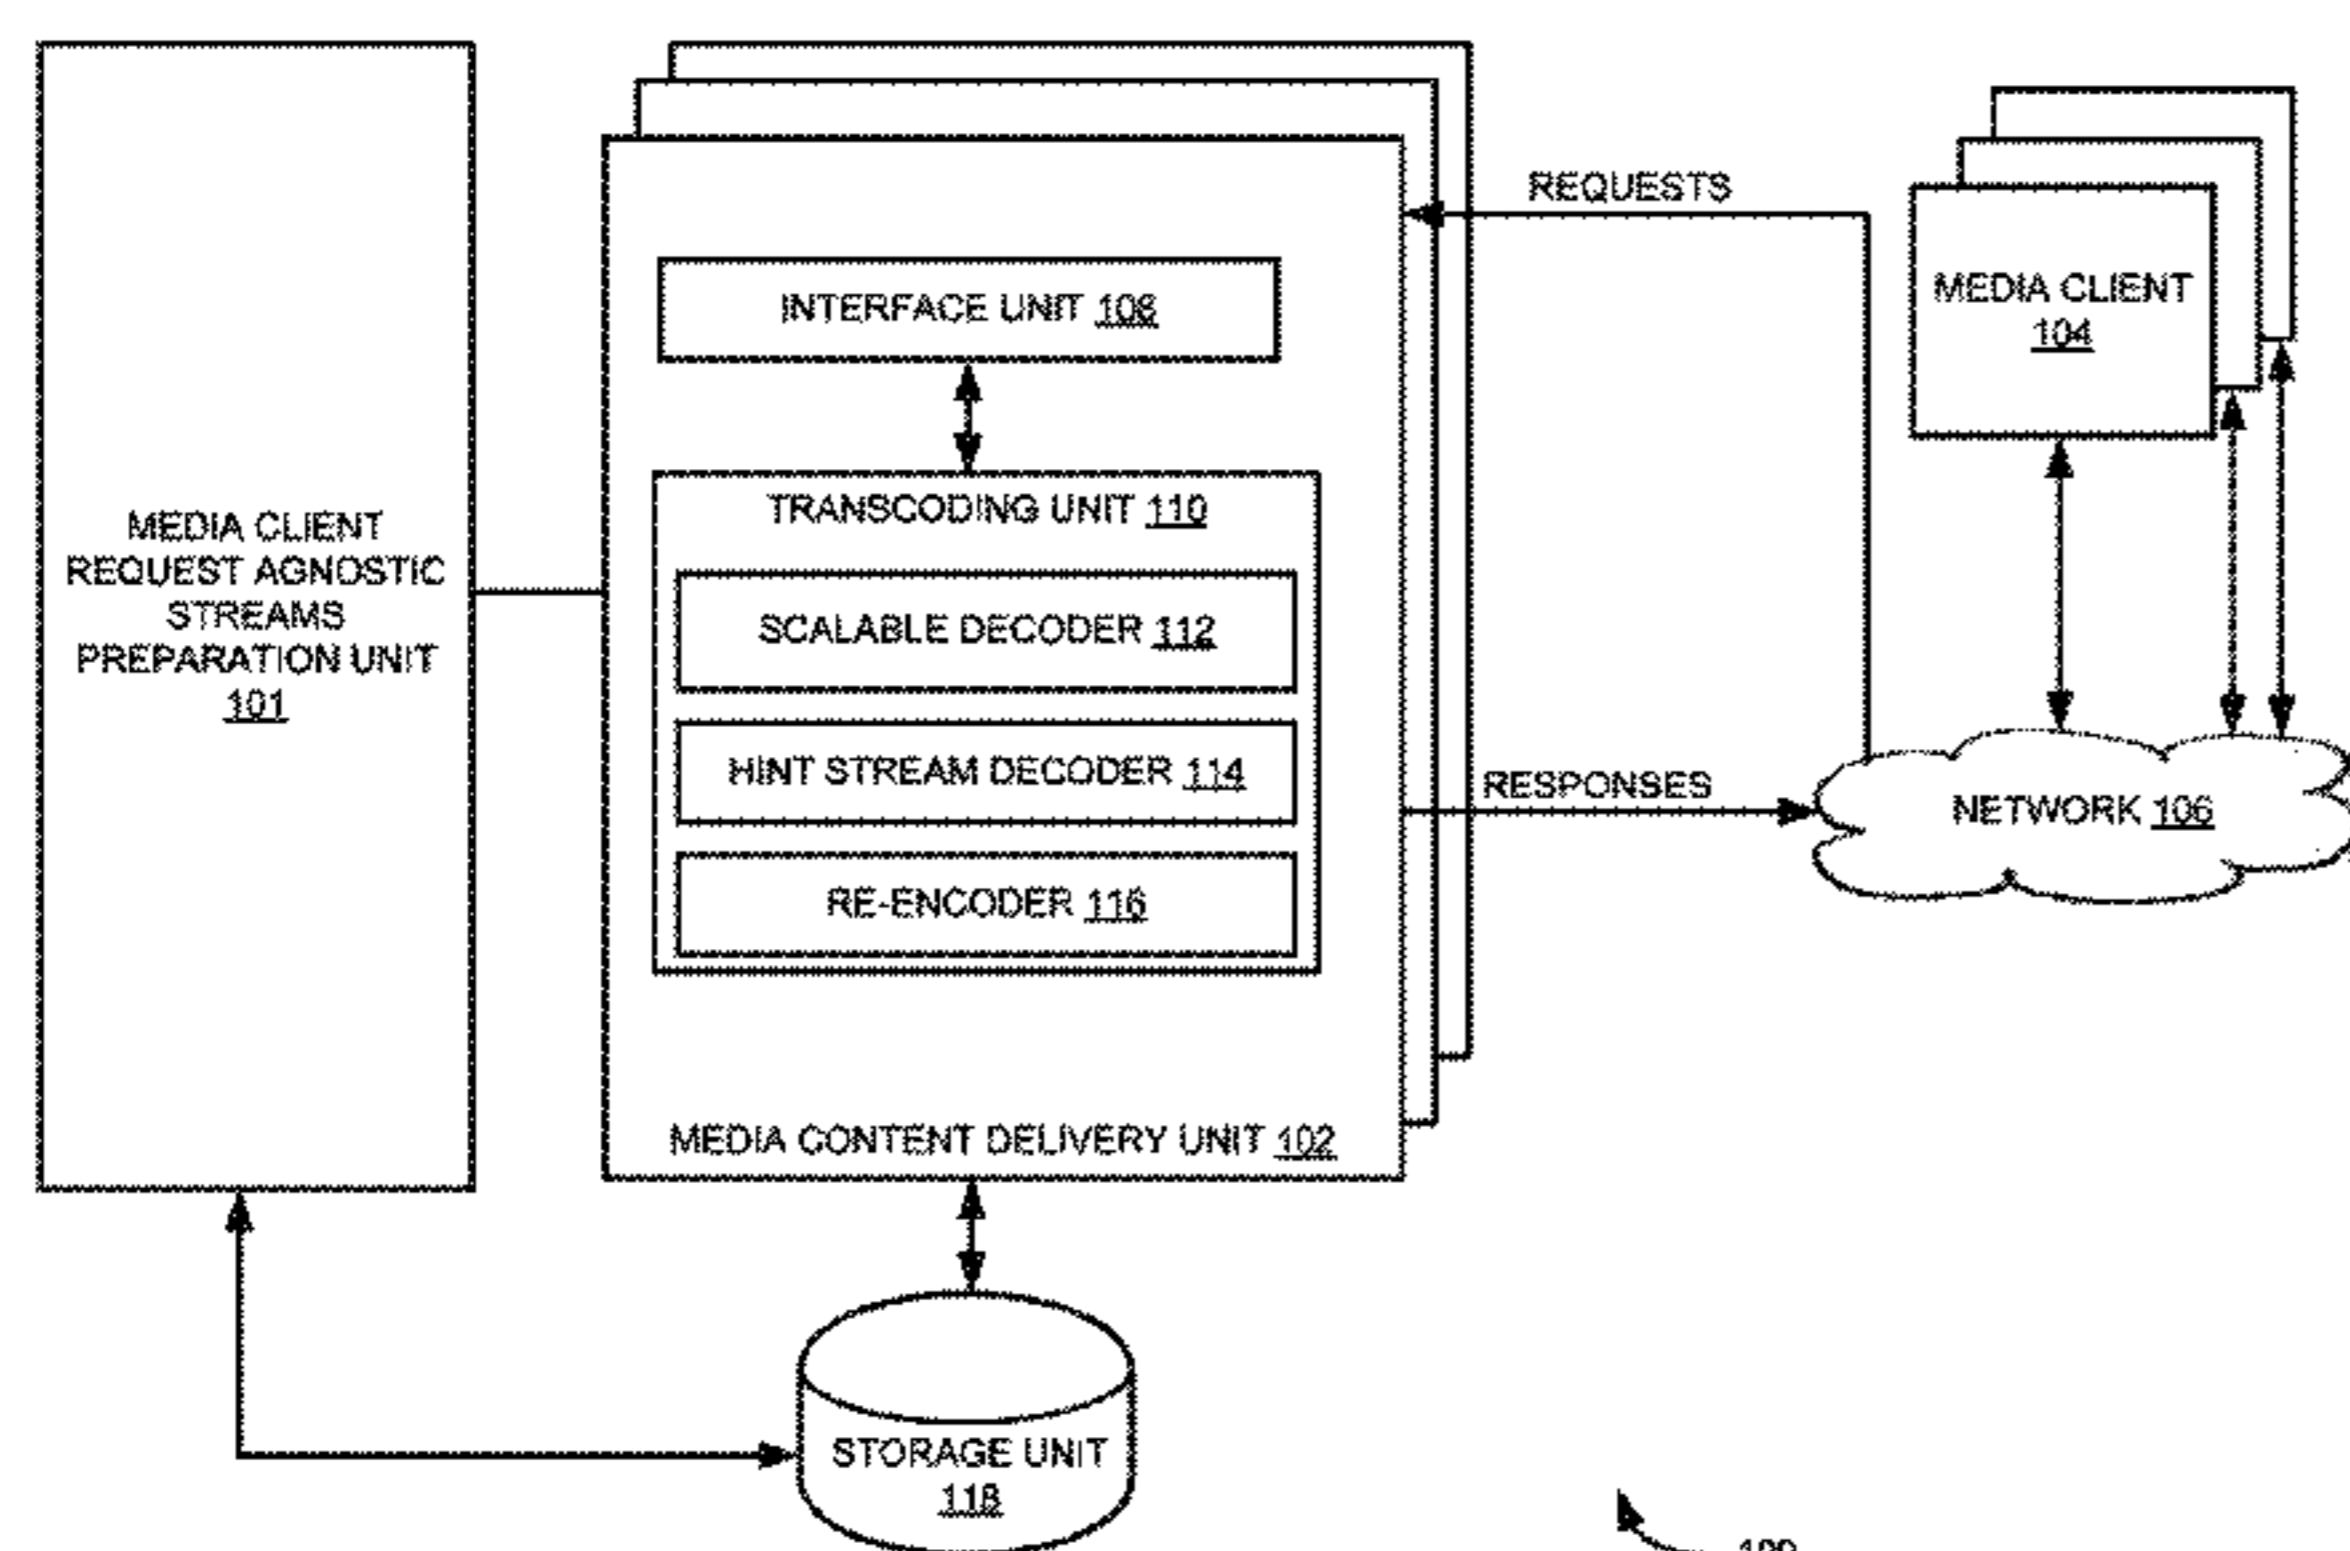 REQUESTS
MEDIA CLIENT
104
INTERFACE UNIT 108
TRANSCODING UNIT 110
MEDIA CLIENT
REQUEST AGNOSTIC
STREAMS
PREPARATION UNIT
101
SCALABLE DECODER 112
HINT STREAM DECODER 114
RE-ENCODER 116
RESPONSES
NETWORK 106
MEDIA CONTENT DELIVERY UNIT 102
STORAGE UNIT
118